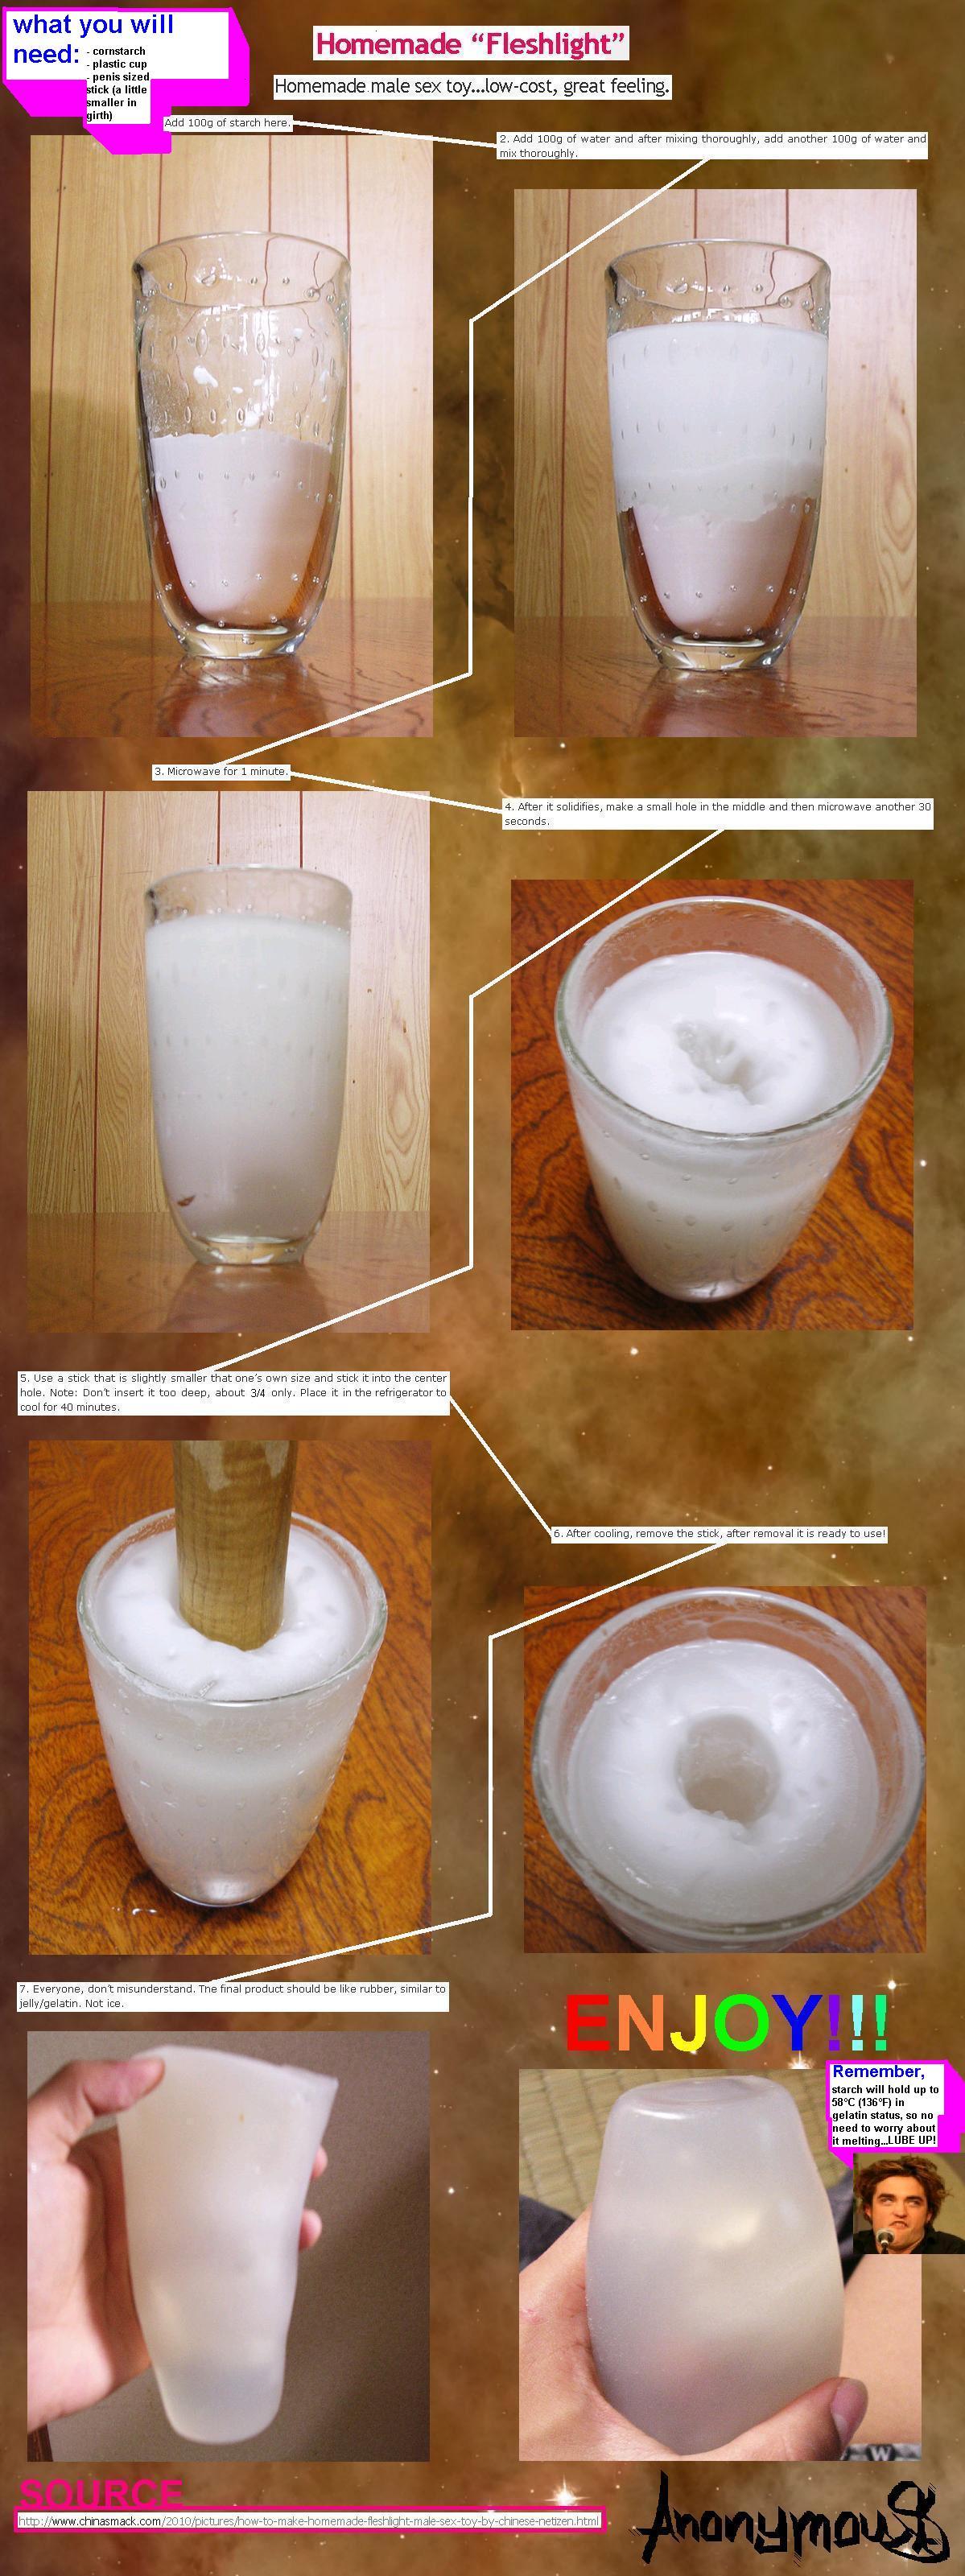 what you will
need:
- cornstarch
- plastic cup
- penis sized
stick (a little
smaller in
girth)
Homemade “Fleshlight”
Homemade male sex toy...low-cost, great feeling.
Add 100g of starch here.
2. Add 100g of water and after mixing thoroughly, add another 100g of water and
mix thoroughly.
3. Microwave for 1 minute.
4. After it solidifies, make a small hole in the middle and then microwave another 30
seconds.
5. Use a stick that is slightly smaller that one's own size and stick it into the center
hole. Note: Don't insert it too deep, about 3/4 only. Place it in the refrigerator to
cool for 40 minutes.
6. After cooling, remove the stick, after removal it is ready to use!
7. Everyone, don't misunderstand. The final product should be like rubber, similar to
jelly/gelatin. Not ice.
ENJOY!!!
Remember,
starch will hold up to
58°C (136°F) in
gelatin status, so no
need to worry about
it melting...LUBE UP!
W
SOURCE
http://www.chinasmack.com/2010/pictures/how-to-make-homemade-fleshlight-male-sex-toy-by-chinese-netizen.html
AnonymouS